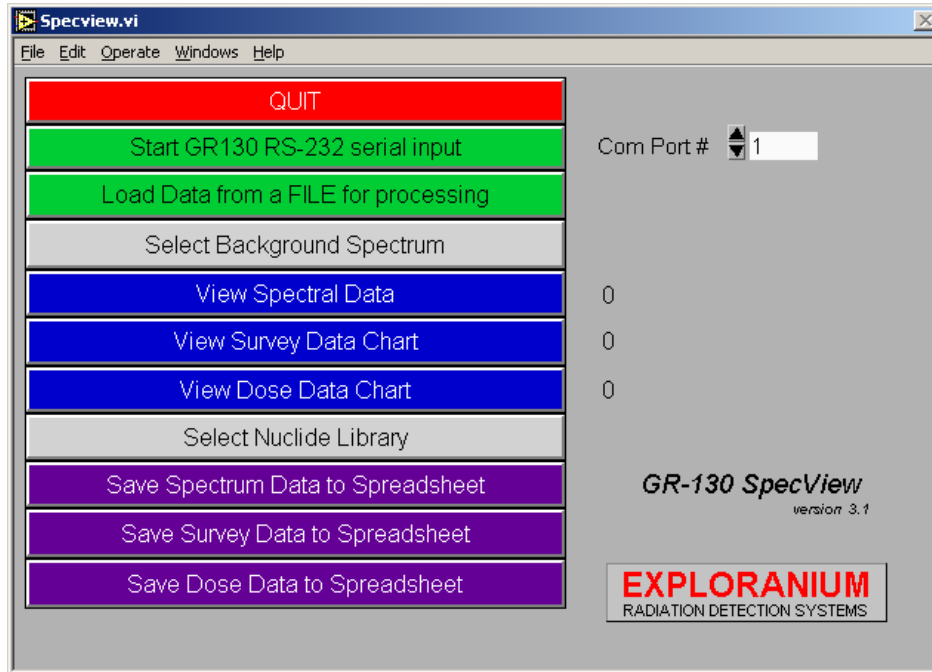 Specview.vi
File Edit Operate Windows Help
QUIT
Start GR130 RS-232 serial input
Com Port # 1
Load Data from a FILE for processing
Select Background Spectrum
View Spectral Data 0
View Survey Data Chart 0
View Dose Data Chart 0
Select Nuclide Library
Save Spectrum Data to Spreadsheet
GR-130 SpecView
version 3.1
Save Survey Data to Spreadsheet
Save Dose Data to Spreadsheet
EXPLORANIUM
RADIATION DETECTION SYSTEMS